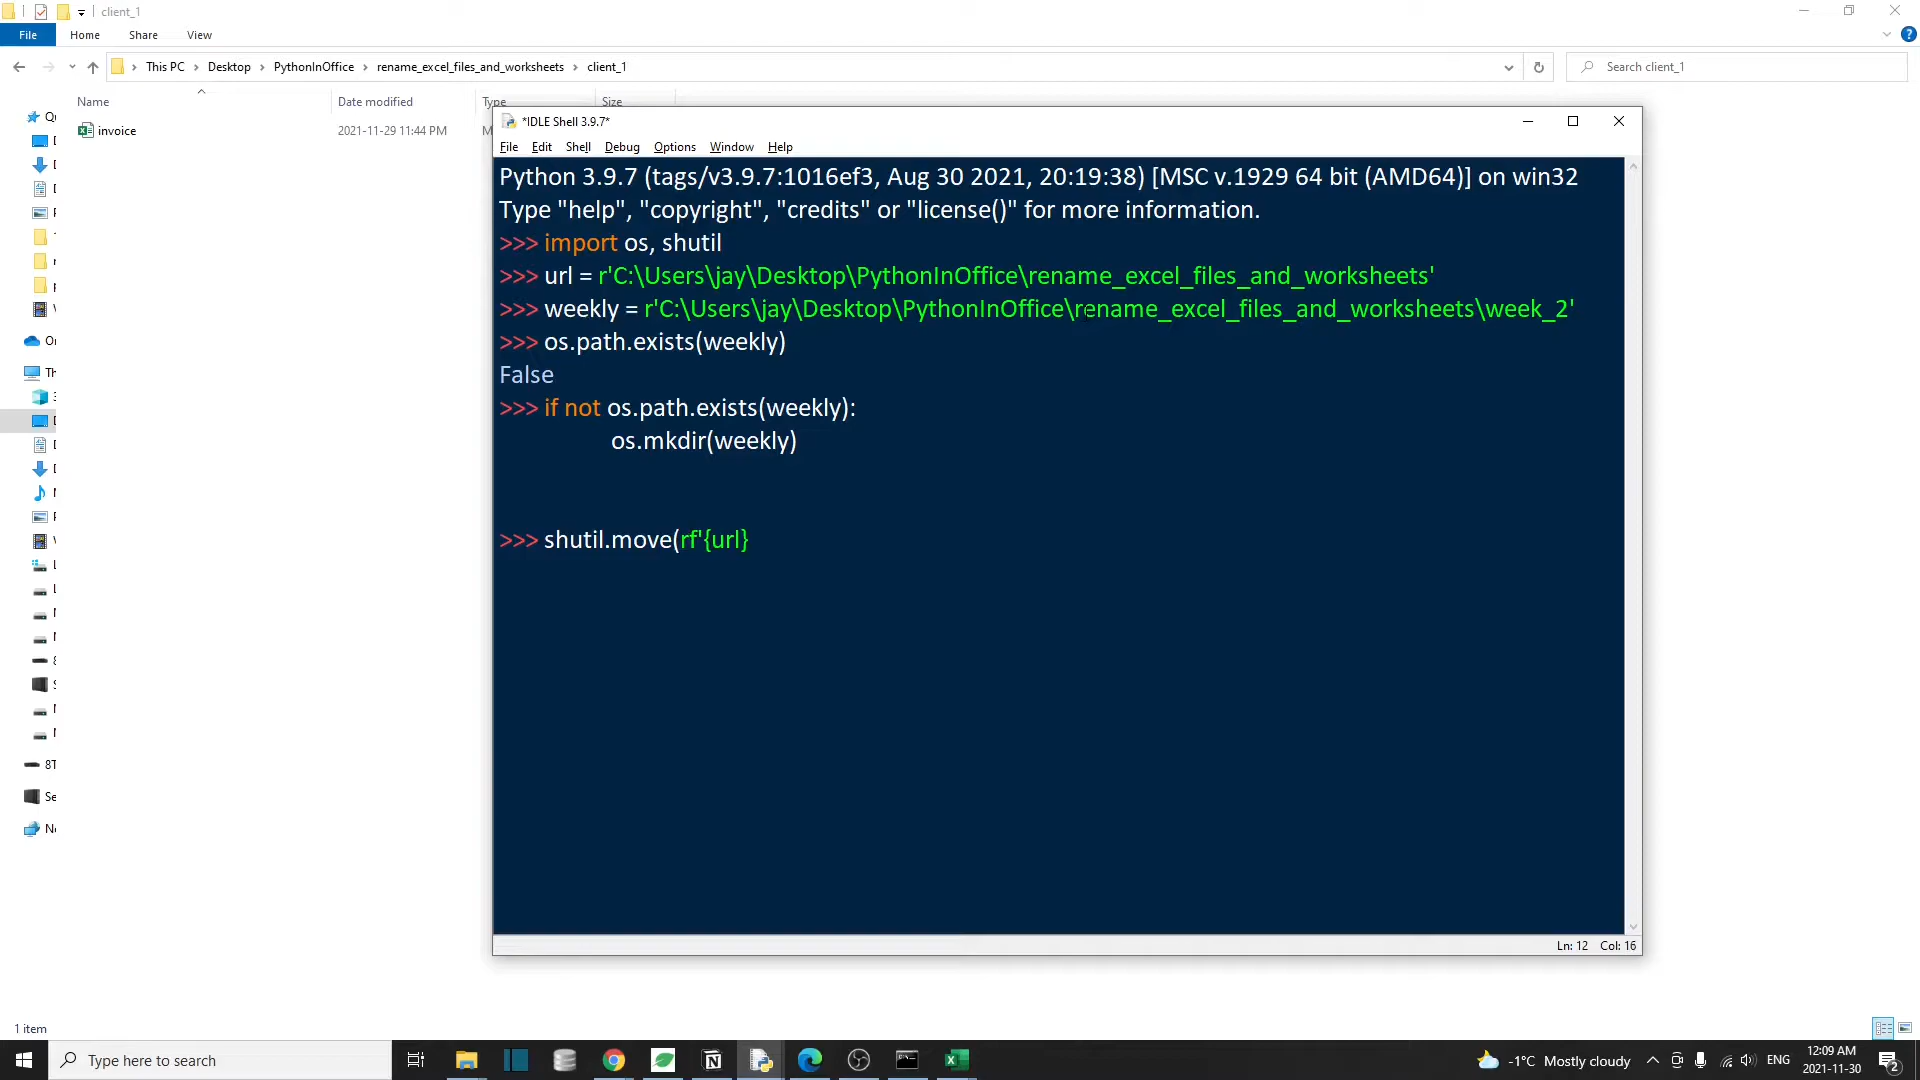 client_1
File Home Share View
This PC > Desktop > PythonInOffice > rename_excel_files_and_worksheets > client_1
Search client_1
Name Date modified Type Size
invoice 2021-11-29 11:44 PM
*IDLE Shell 3.9.7*
File Edit Shell Debug Options Window Help
Python 3.9.7 (tags/v3.9.7:1016ef3, Aug 30 2021, 20:19:38) [MSC v.1929 64 bit (AMD64)] on win32
Type "help", "copyright", "credits" or "license()" for more information.
>>> import os, shutil
>>> url = r'C:\Users\jay\Desktop\PythonInOffice\rename_excel_files_and_worksheets'
>>> weekly = r'C:\Users\jay\Desktop\PythonInOffice\rename_excel_files_and_worksheets\week_2'
>>> os.path.exists(weekly)
False
>>> if not os.path.exists(weekly):
os.mkdir(weekly)
>>> shutil.move(rf'{url}
Ln: 12 Col: 16
1 item
Type here to search
-1°C Mostly cloudy
ENG
12:09 AM
2021-11-30
2